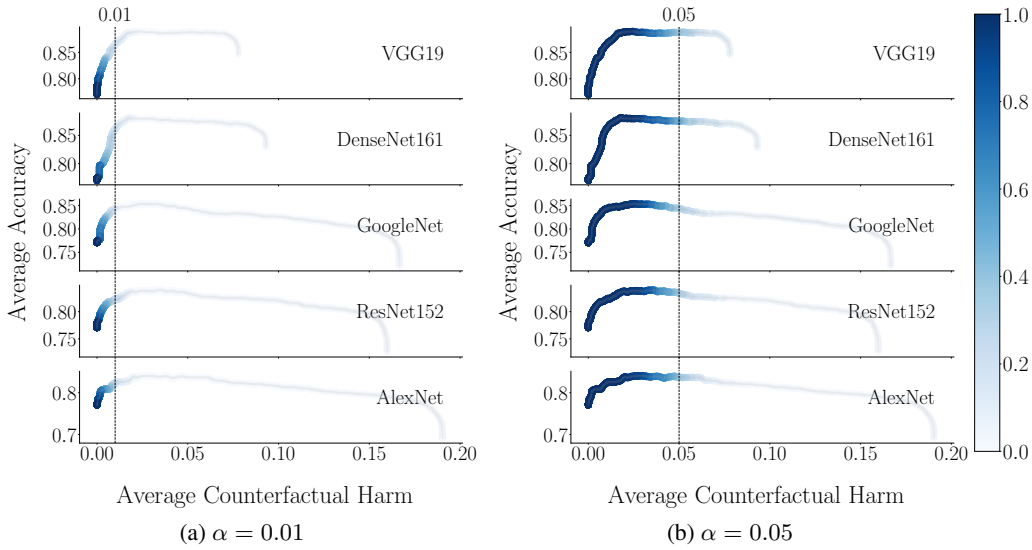 0.01
0.05
1.0
0.8
0.6
0.4
0.2
0.0
Average Accuracy
0.85
0.80
VGG19
0.85
0.80
DenseNet161
0.85
0.80
0.75
GoogleNet
0.80
0.75
ResNet152
0.8
0.7
AlexNet
0.00 0.05 0.10 0.15 0.20
Average Counterfactual Harm
(a) α = 0.01
Average Accuracy
0.85
0.80
VGG19
0.85
0.80
DenseNet161
0.85
0.80
0.75
GoogleNet
0.80
0.75
ResNet152
0.8
0.7
AlexNet
0.00 0.05 0.10 0.15 0.20
Average Counterfactual Harm
(b) α = 0.05